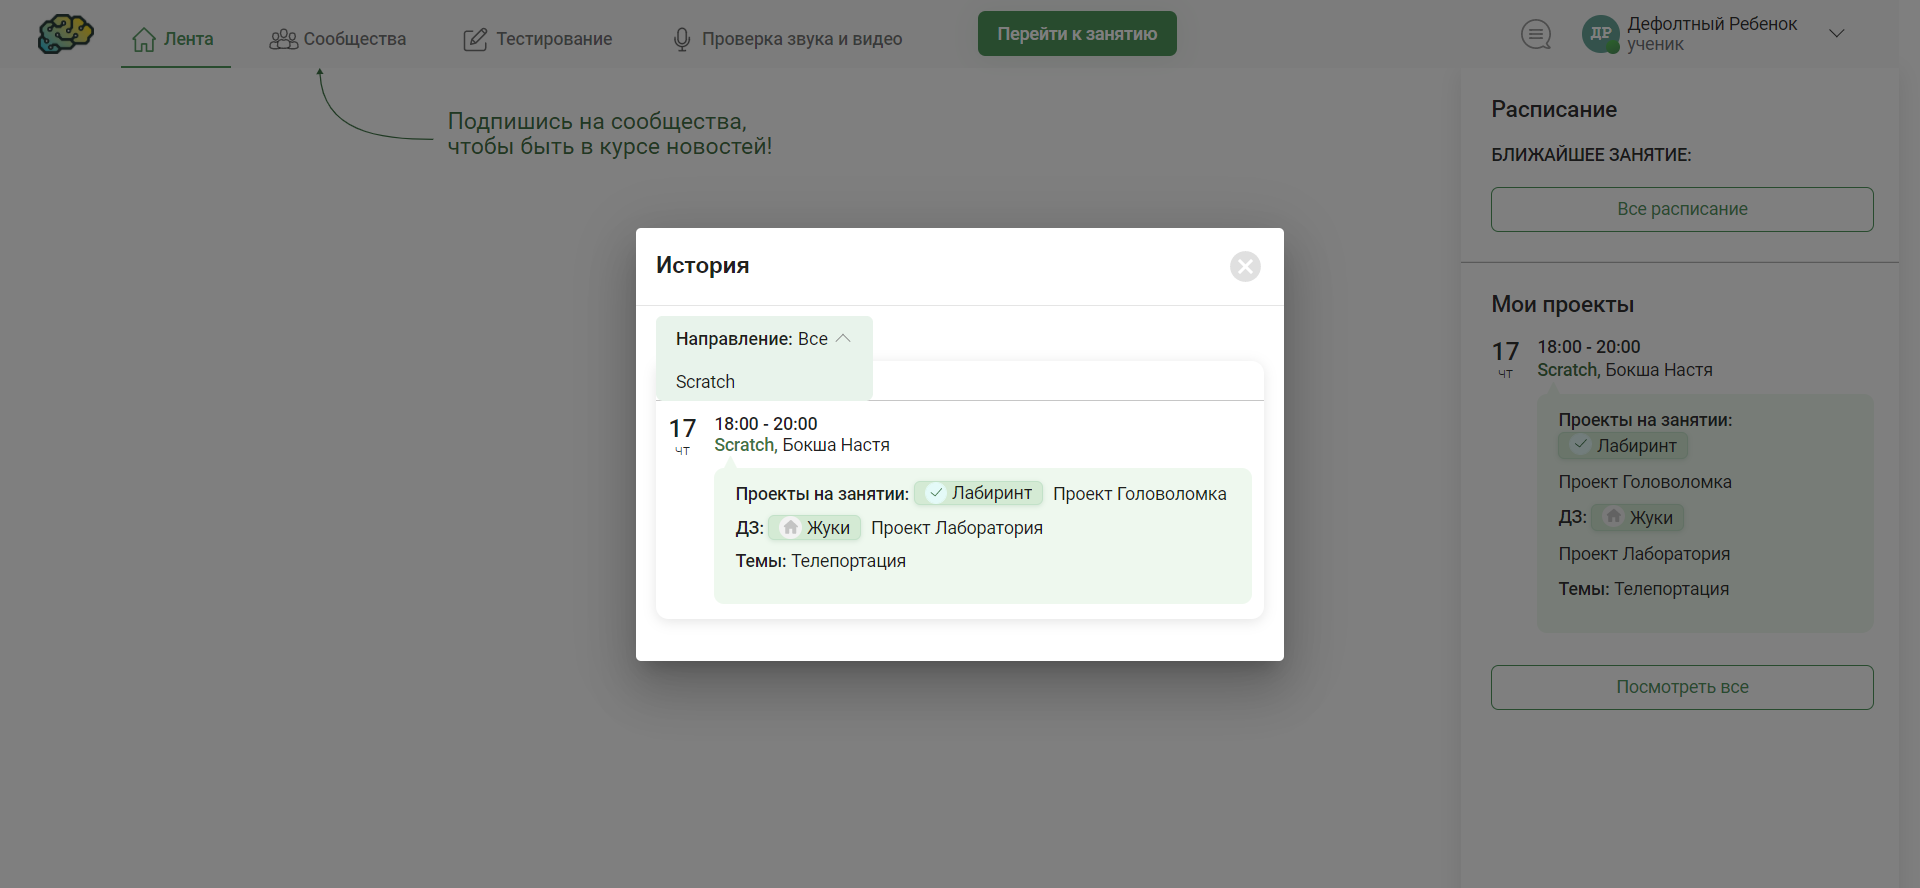 Лента
Сообщества
Тестирование
Проверка звука и видео
Перейти к занятию
ДР
Дефолтный Ребенок
ученик
Подпишись на сообщества,
чтобы быть в курсе новостей!
История
Направление: Все
Scratch
17
ЧТ
18:00 - 20:00
Scratch, Бокша Настя
Проекты на занятии: Лабиринт Проект Головоломка
ДЗ: Жуки Проект Лаборатория
Темы: Телепортация
Расписание
БЛИЖАЙШЕЕ ЗАНЯТИЕ:
Все расписание
Мои проекты
17
ЧТ
18:00 - 20:00
Scratch, Бокша Настя
Проекты на занятии:
Лабиринт
Проект Головоломка
ДЗ: Жуки
Проект Лаборатория
Темы: Телепортация
Посмотреть все